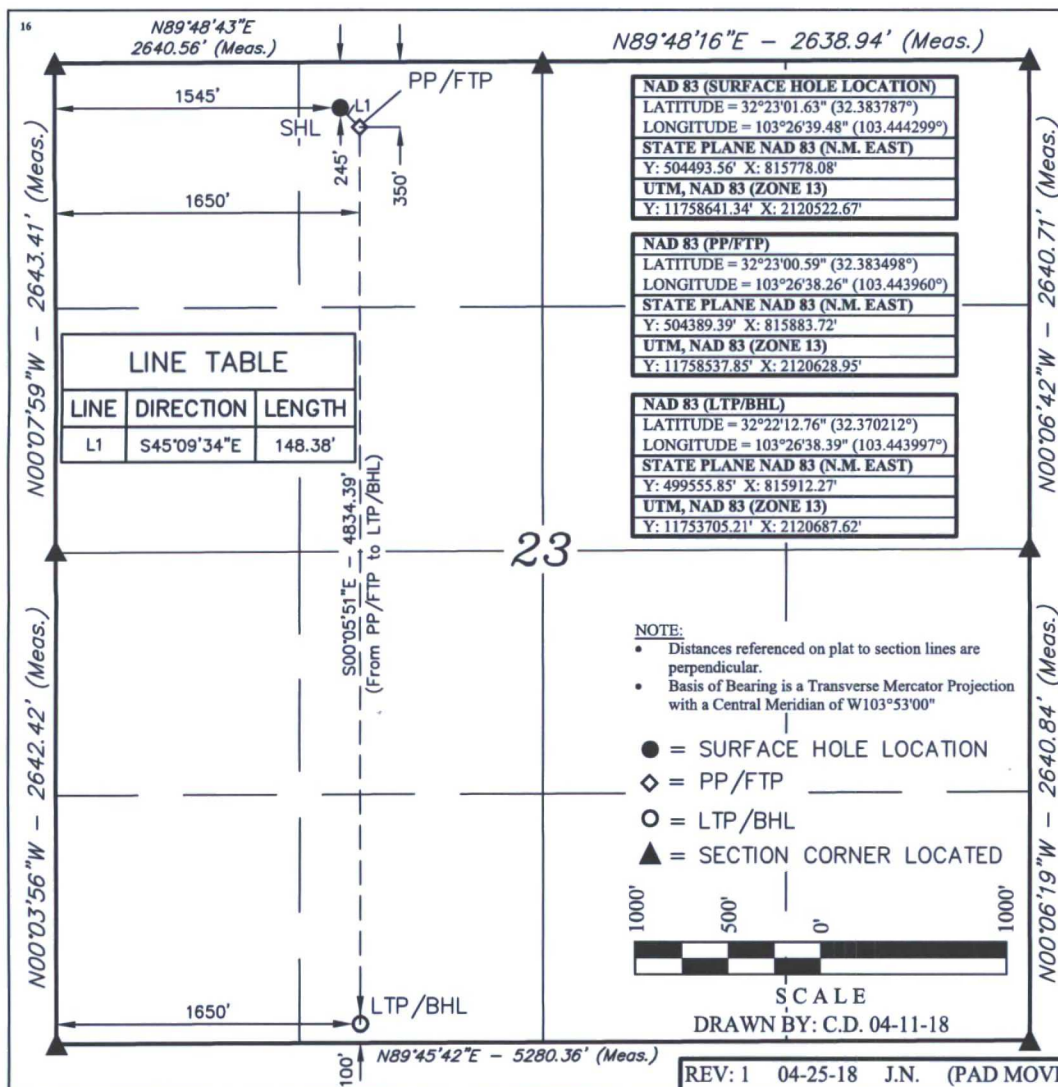 16
N89°48'43"E
2640.56' (Meas.)
N89°48'16"E – 2638.94' (Meas.)
PP/FTP
1545'
L1
SHL
245'
350'
1650'
N00°07'59"W – 2643.41' (Meas.)
N00°06'42"W – 2640.71' (Meas.)
NAD 83 (SURFACE HOLE LOCATION)
LATITUDE = 32°23'01.63" (32.383787°)
LONGITUDE = 103°26'39.48" (103.444299°)
STATE PLANE NAD 83 (N.M. EAST)
Y: 504493.56' X: 815778.08'
UTM, NAD 83 (ZONE 13)
Y: 11758641.34' X: 2120522.67'
NAD 83 (PP/FTP)
LATITUDE = 32°23'00.59" (32.383498°)
LONGITUDE = 103°26'38.26" (103.443960°)
STATE PLANE NAD 83 (N.M. EAST)
Y: 504389.39' X: 815883.72'
UTM, NAD 83 (ZONE 13)
Y: 11758537.85' X: 2120628.95'
LINE TABLE
LINE DIRECTION LENGTH
L1 S45°09'34"E 148.38'
NAD 83 (LTP/BHL)
LATITUDE = 32°22'12.76" (32.370212°)
LONGITUDE = 103°26'38.39" (103.443997°)
STATE PLANE NAD 83 (N.M. EAST)
Y: 499555.85' X: 815912.27'
UTM, NAD 83 (ZONE 13)
Y: 11753705.21' X: 2120687.62'
S00°05'51"E – 4834.39'
(From PP/FTP to LTP/BHL)
23
N00°03'56"W – 2642.42' (Meas.)
N00°06'19"W – 2640.84' (Meas.)
NOTE:
• Distances referenced on plat to section lines are
perpendicular.
• Basis of Bearing is a Transverse Mercator Projection
with a Central Meridian of W103°53'00"
= SURFACE HOLE LOCATION
= PP/FTP
= LTP/BHL
= SECTION CORNER LOCATED
1000' 500' 0' 1000'
SCALE
DRAWN BY: C.D. 04-11-18
1650'
LTP/BHL
100'
N89°45'42"E – 5280.36' (Meas.)
REV: 1 04-25-18 J.N. (PAD MOV